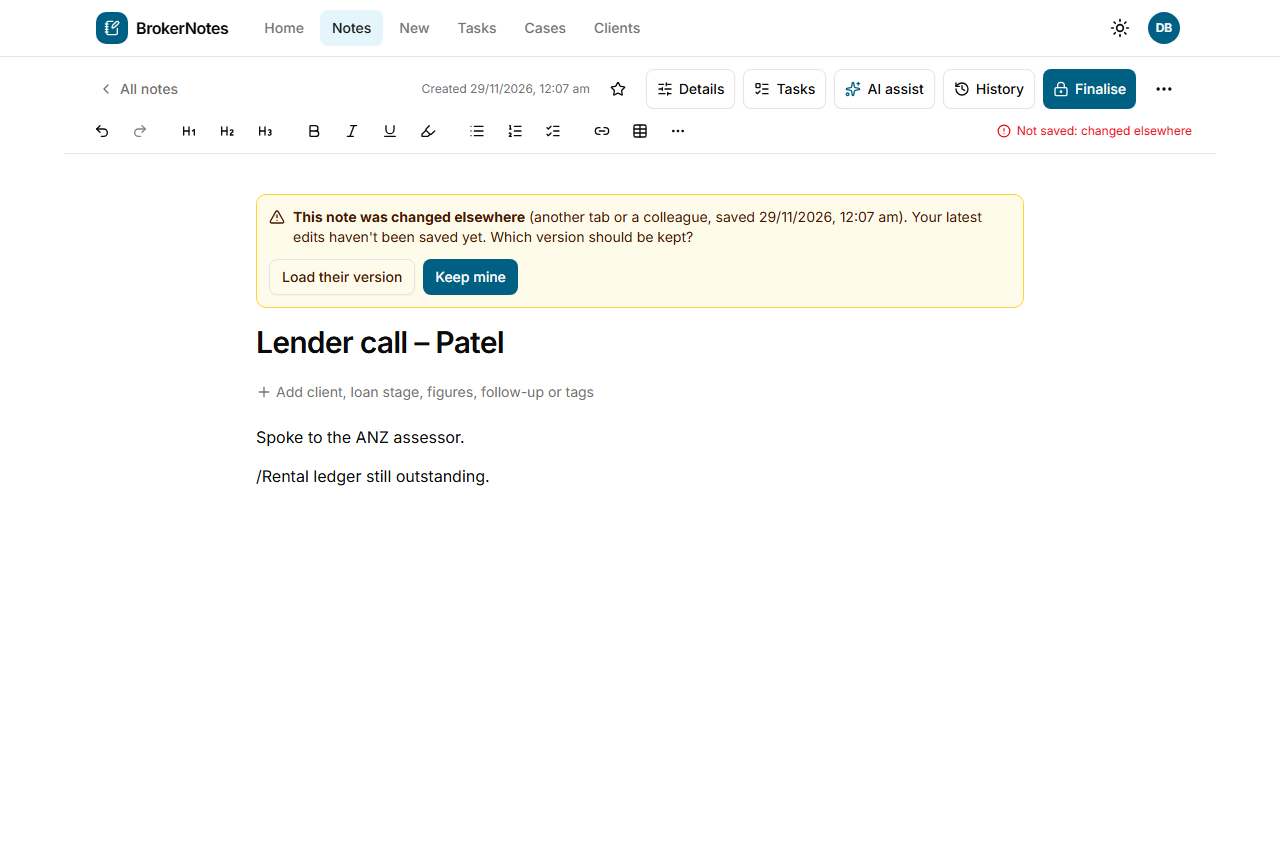 BrokerNotes Home Notes New Tasks Cases Clients DB
All notes Created 29/11/2026, 12:07 am Details Tasks AI assist History Finalise
H1 H2 H3 B I U Not saved: changed elsewhere
This note was changed elsewhere (another tab or a colleague, saved 29/11/2026, 12:07 am). Your latest
edits haven't been saved yet. Which version should be kept?
Load their version Keep mine
Lender call – Patel
Add client, loan stage, figures, follow-up or tags
Spoke to the ANZ assessor.
/Rental ledger still outstanding.